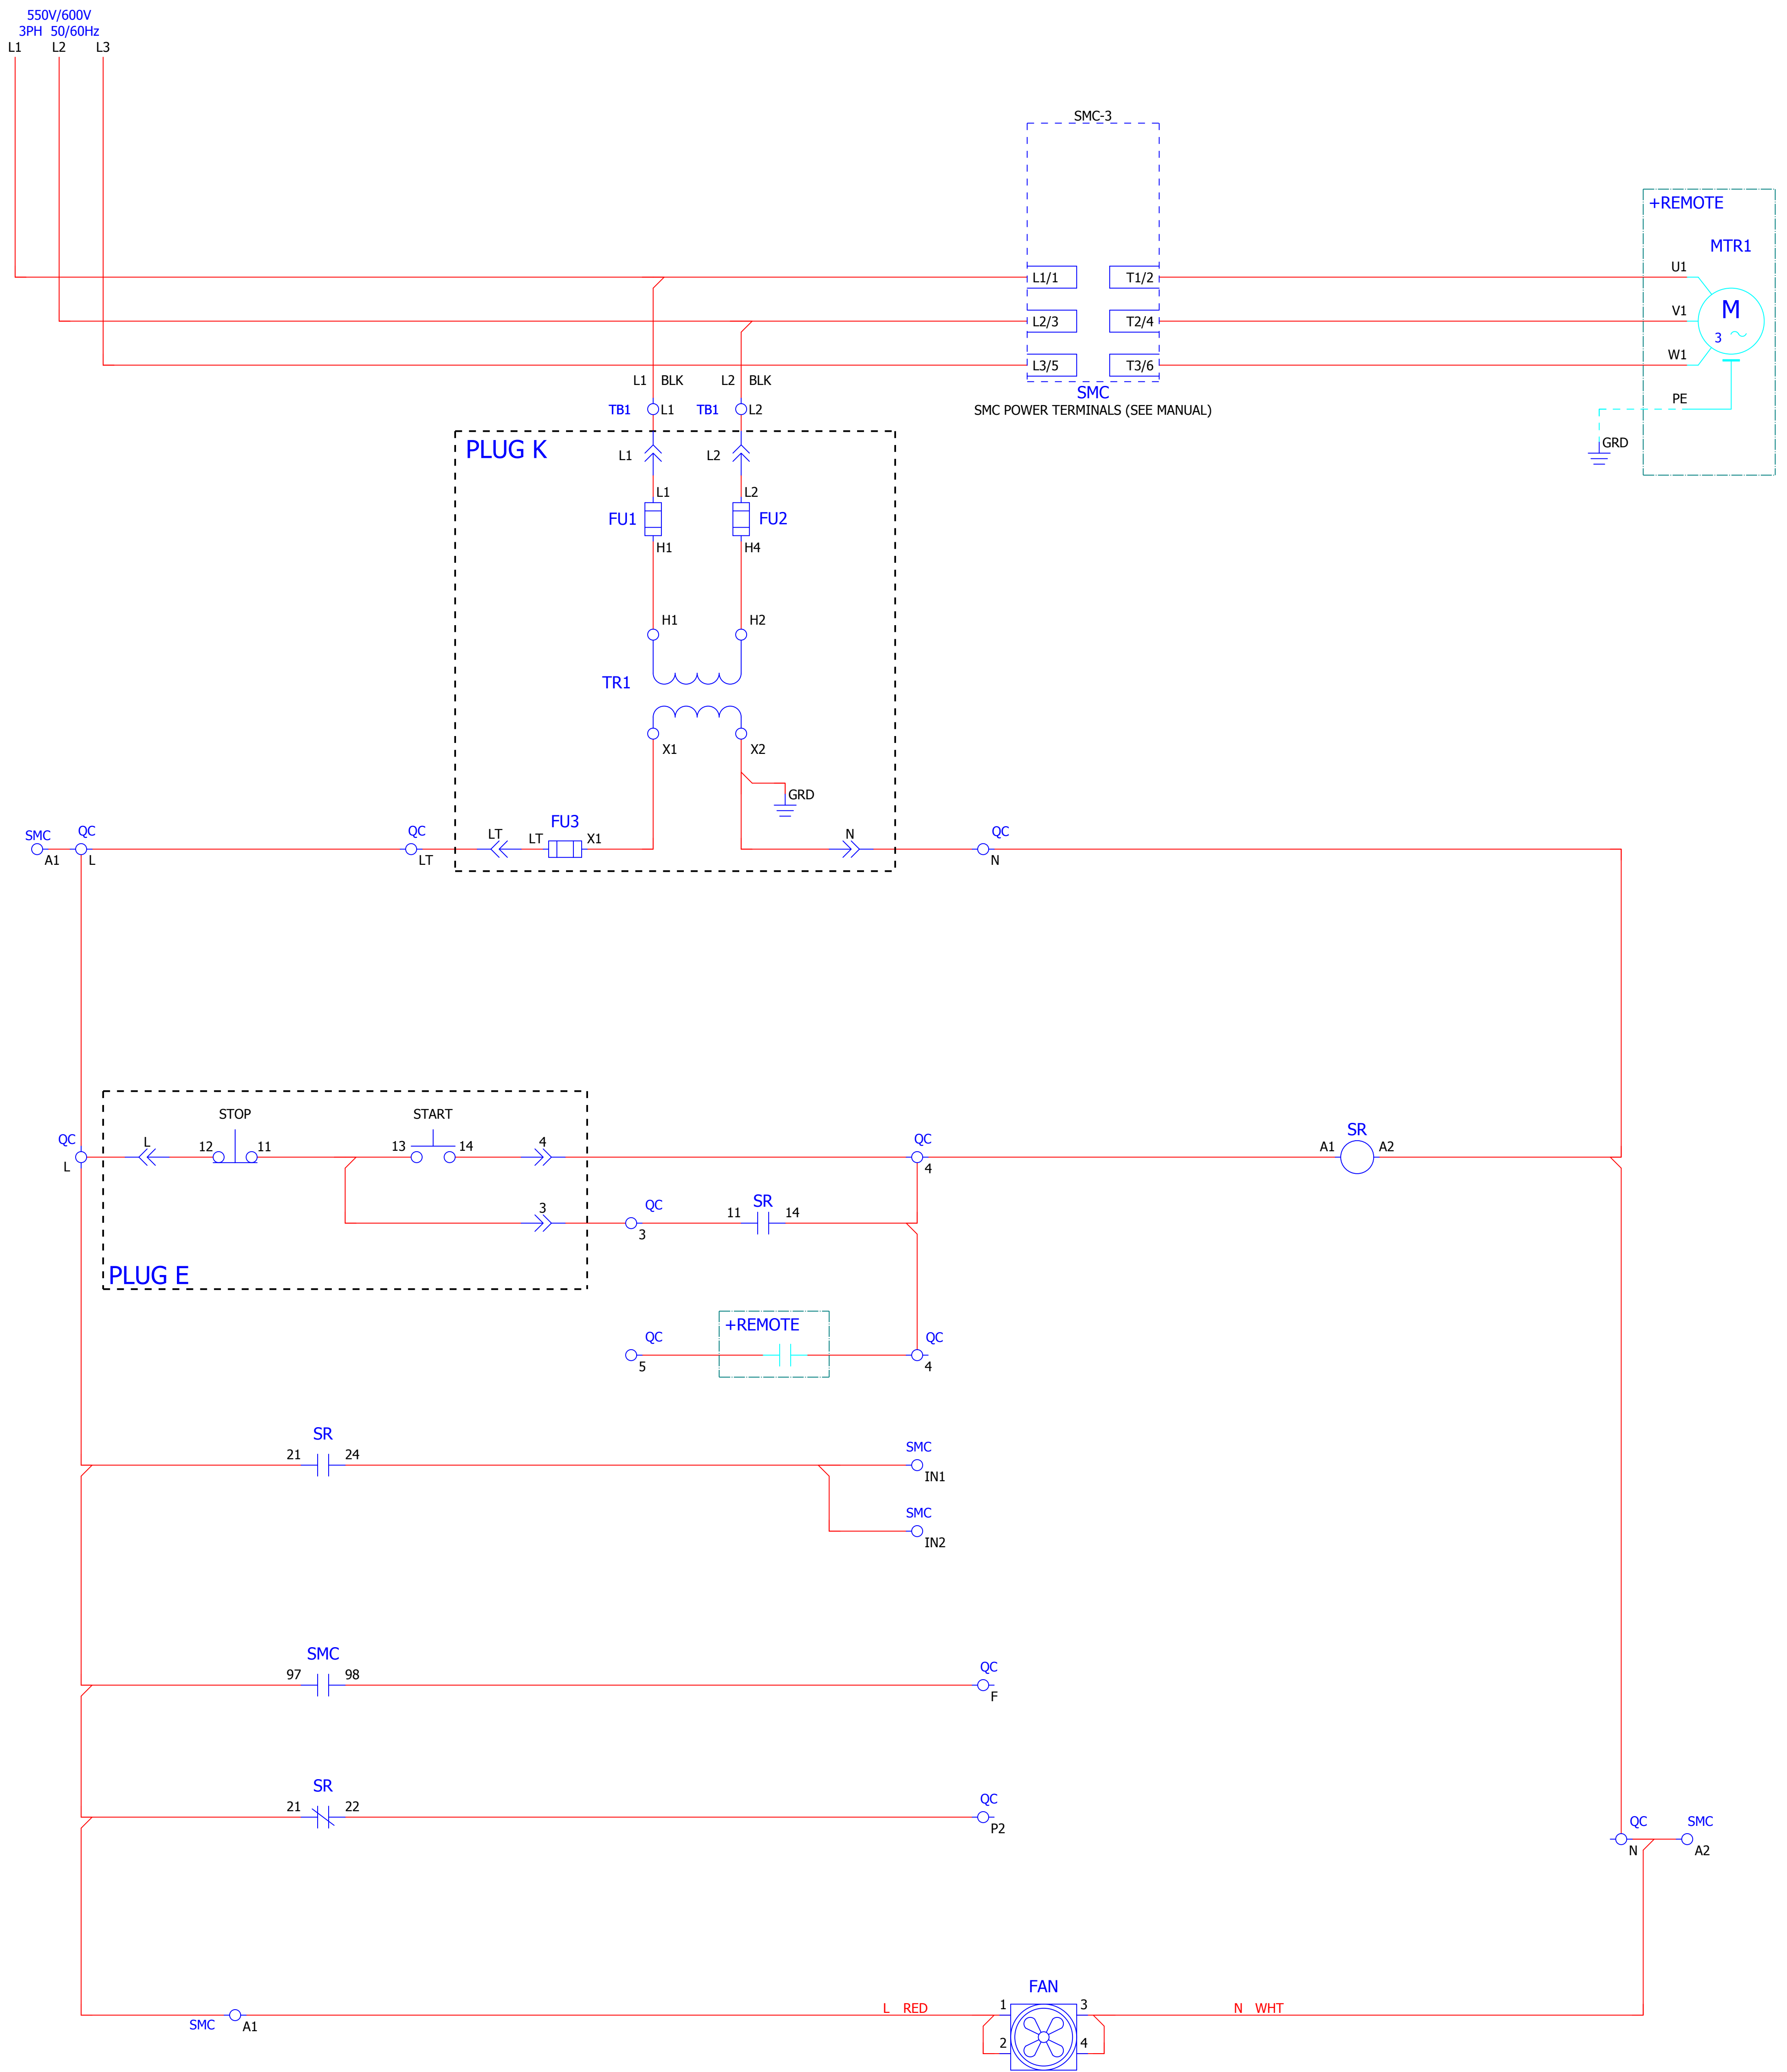 550V/600V
3PH 50/60Hz
L1 L2 L3
SMC-3
+REMOTE
MTR1
L1/1 T1/2 U1
M
3
L2/3 T2/4 V1
L3/5 T3/6 W1
L1 BLK L2 BLK
SMC
PE
TB1 L1 TB1 L2
SMC POWER TERMINALS (SEE MANUAL)
GRD
PLUG K
L1 L2
L1 L2
FU1 FU2
H1 H4
H1 H2
TR1
X1 X2
GRD
FU3
SMC QC QC LT LT X1 N QC
A1 L LT N
STOP START
QC L 12 11 13 14 4 QC SR
L 4 A1 A2
3 QC 11 SR 14
3
PLUG E
+REMOTE
QC QC
5 4
SR
21 24 SMC
IN1
SMC
IN2
SMC
97 98 QC
F
SR
21 22 QC
P2
QC SMC
N A2
FAN
L RED 1 3 N WHT
SMC A1
2 4